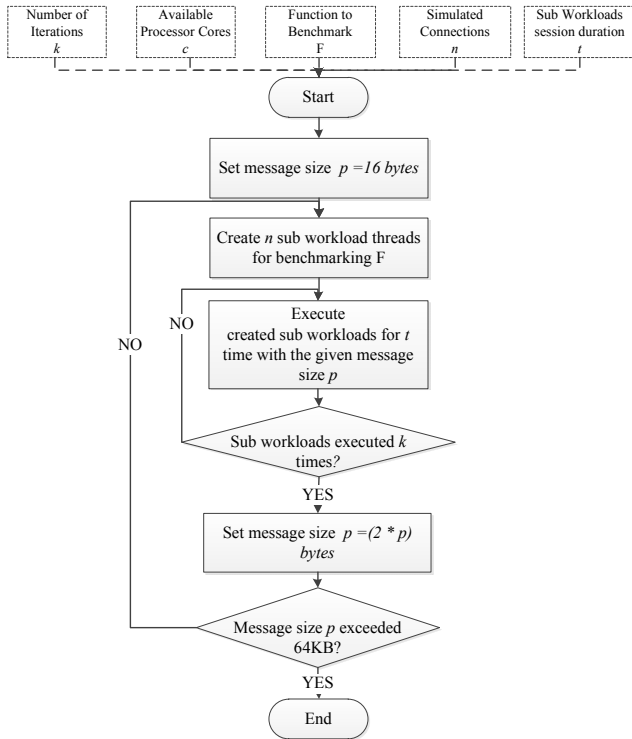 Number of
Iterations
k
Available
Processor Cores
c
Function to
Benchmark
F
Simulated
Connections
n
Sub Workloads
session duration
t
Start
Set message size p =16 bytes
Create n sub workload threads
for benchmarking F
NO
NO
Execute
created sub workloads for t
time with the given message
size p
Sub workloads executed k
times?
YES
Set message size p =(2 * p)
bytes
Message size p exceeded
64KB?
YES
End